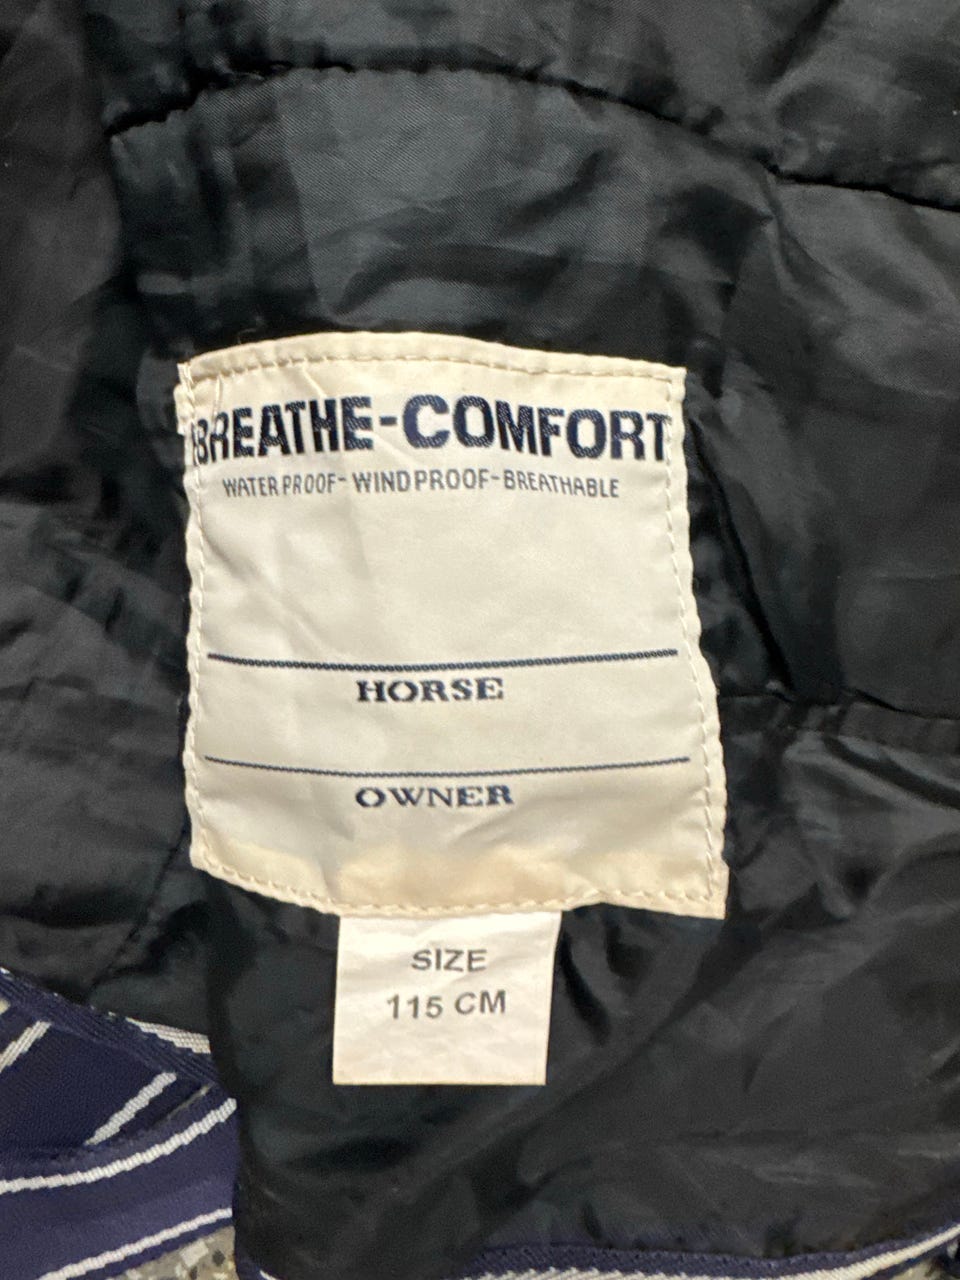 BREATHE-COMFORT
WATERPROOF-WINDPROOF-BREATHABLE
HORSE
OWNER
SIZE
115 CM